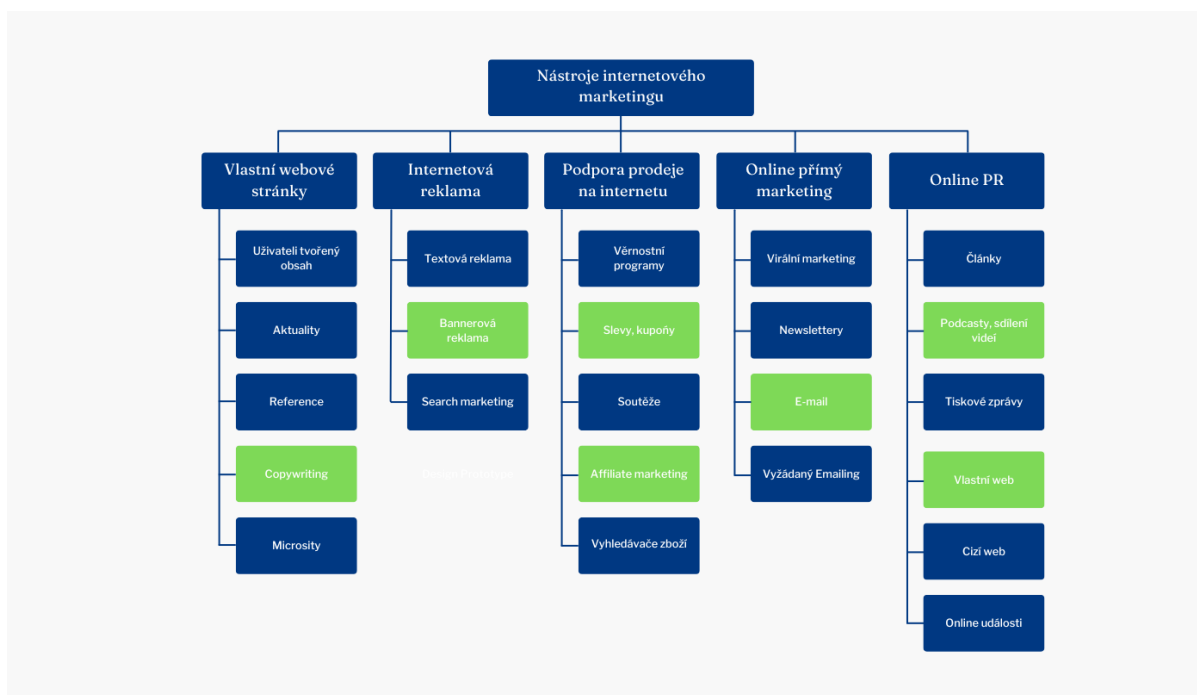 Nástroje internetového
marketingu
Vlastní webové
stránky
Internetová
reklama
Podpora prodeje
na internetu
Online přímý
marketing
Online PR
Uživateli tvořený
obsah
Aktuality
Reference
Copywriting
Microsity
Textová reklama
Bannerová
reklama
Search marketing
Věrnostní
programy
Slevy, kupoňy
Soutěže
Affiliate marketing
Vyhledávače zboží
Virální marketing
Newslettery
E-mail
Vyžádaný Emailing
Články
Podcasty, sdílení
videí
Tiskové zprávy
Vlastní web
Cizí web
Online události